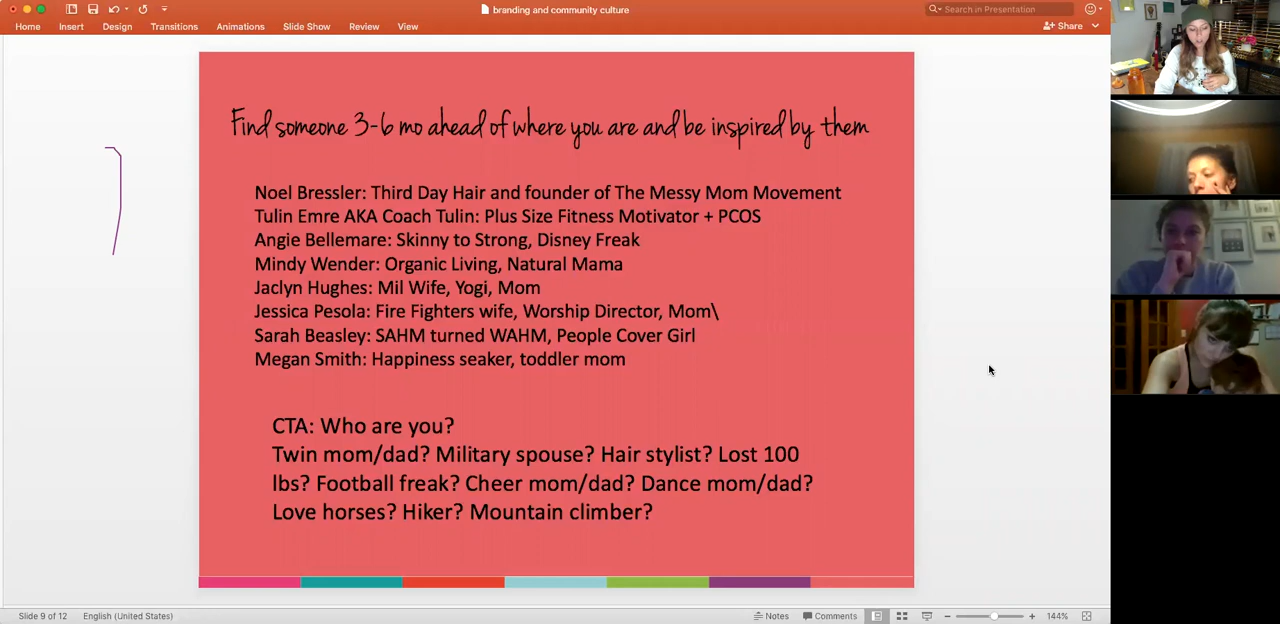 branding and community culture
Search in Presentation
Home Insert Design Transitions Animations Slide Show Review View
Share
Find someone 3-6 mo ahead of where you are and be inspired by them
Noel Bressler: Third Day Hair and founder of The Messy Mom Movement
Tulin Emre AKA Coach Tulin: Plus Size Fitness Motivator + PCOS
Angie Bellemare: Skinny to Strong, Disney Freak
Mindy Wender: Organic Living, Natural Mama
Jaclyn Hughes: Mil Wife, Yogi, Mom
Jessica Pesola: Fire Fighters wife, Worship Director, Mom\
Sarah Beasley: SAHM turned WAHM, People Cover Girl
Megan Smith: Happiness seaker, toddler mom
CTA: Who are you?
Twin mom/dad? Military spouse? Hair stylist? Lost 100
lbs? Football freak? Cheer mom/dad? Dance mom/dad?
Love horses? Hiker? Mountain climber?
Slide 9 of 12 English (United States) Notes Comments 144%